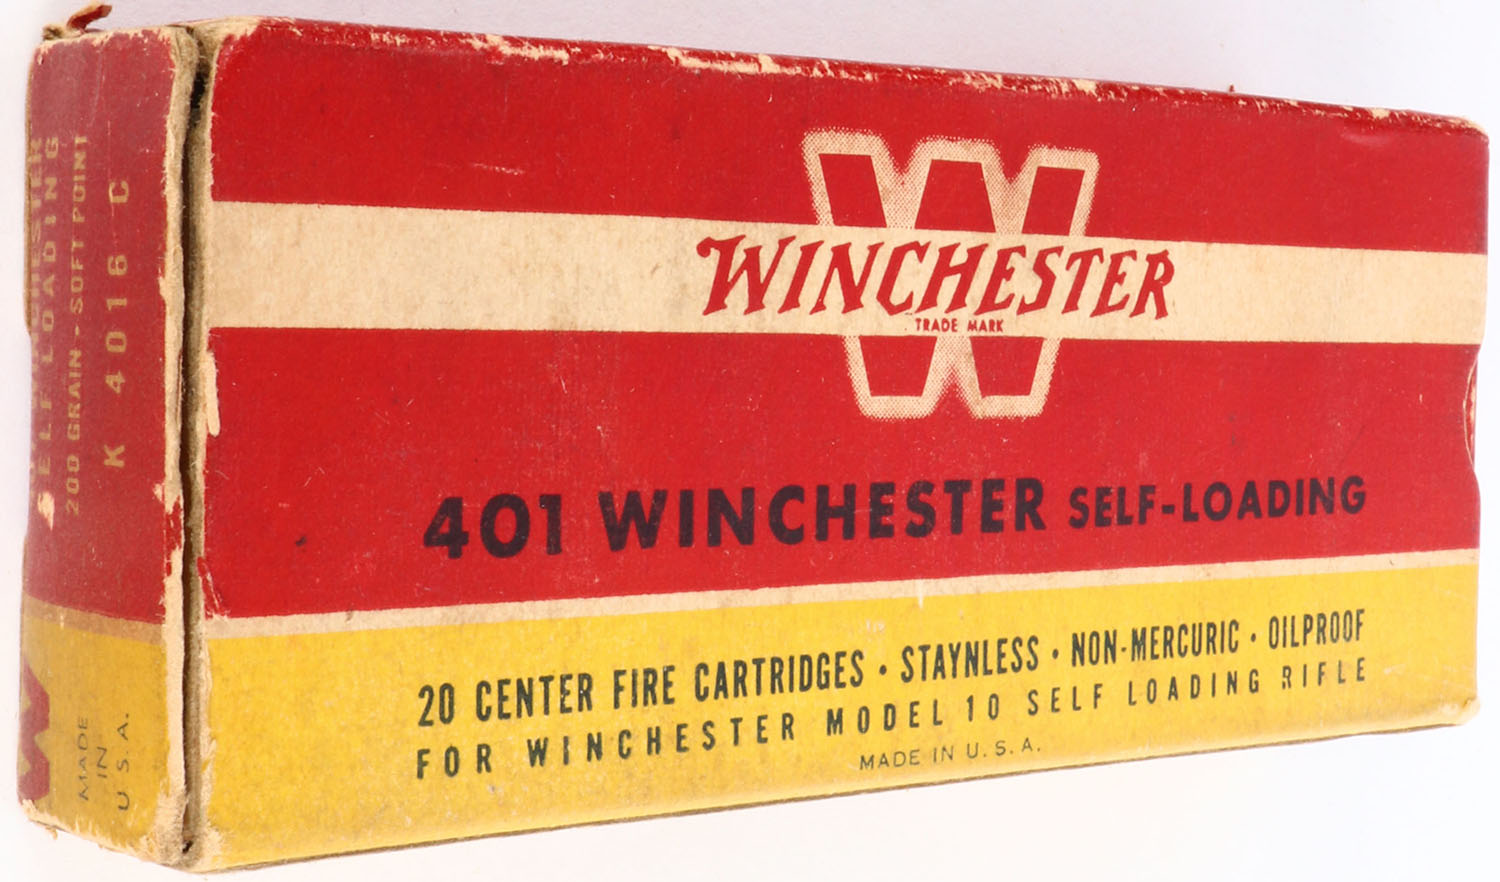 W
WINCHESTER
TRADE MARK
401 WINCHESTER SELF-LOADING
20 CENTER FIRE CARTRIDGES · STAYNLESS · NON-MERCURIC · OILPROOF
FOR WINCHESTER MODEL 10 SELF LOADING RIFLE
MADE IN U.S.A.
WINCHESTER
SELF LOADING
200 GRAIN-SOFT POINT
K 4016 C
W
MADE
IN
U.S.A.